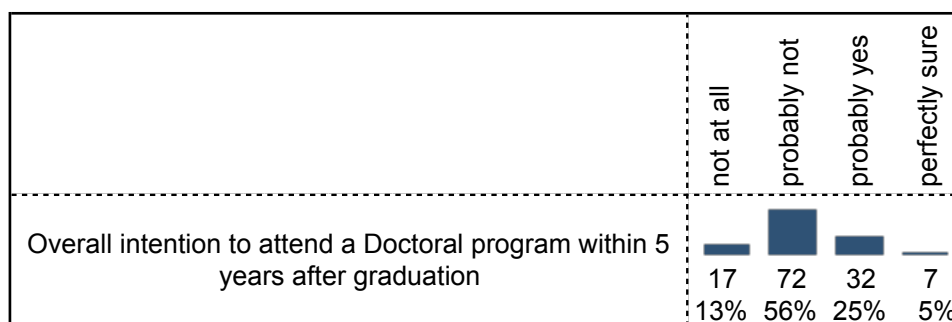 not at all
probably not
probably yes
perfectly sure
Overall intention to attend a Doctoral program within 5
years after graduation
17 72 32 7
13% 56% 25% 5%